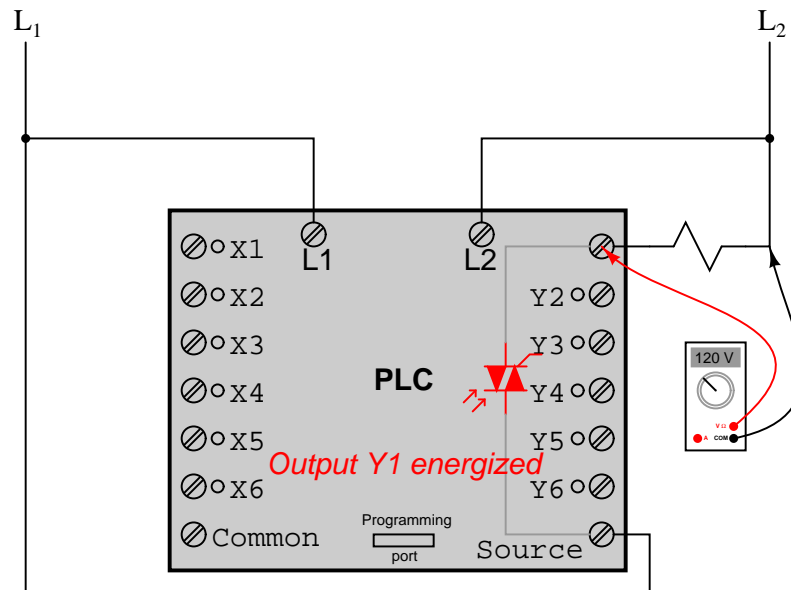 L1 L2
L1 L2
X1
X2 Y2
X3 Y3
120 V
PLC
X4 Y4
V Ω
A COM
X5 Y5
Output Y1 energized
X6 Y6
Programming
port
Common Source